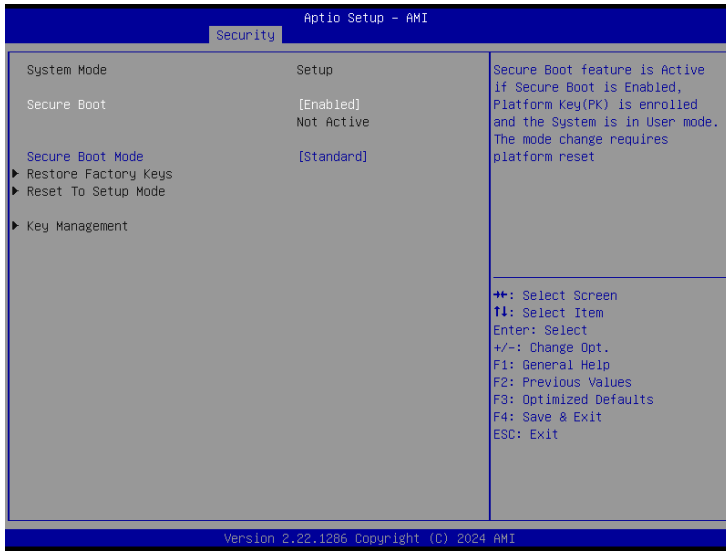 Aptio Setup – AMI
Security
System Mode Setup
Secure Boot [Enabled]
Not Active
Secure Boot Mode [Standard]
▶ Restore Factory Keys
▶ Reset To Setup Mode
▶ Key Management
Secure Boot feature is Active
if Secure Boot is Enabled,
Platform Key(PK) is enrolled
and the System is in User mode.
The mode change requires
platform reset
→←: Select Screen
↑↓: Select Item
Enter: Select
+/-: Change Opt.
F1: General Help
F2: Previous Values
F3: Optimized Defaults
F4: Save & Exit
ESC: Exit
Version 2.22.1286 Copyright (C) 2024 AMI